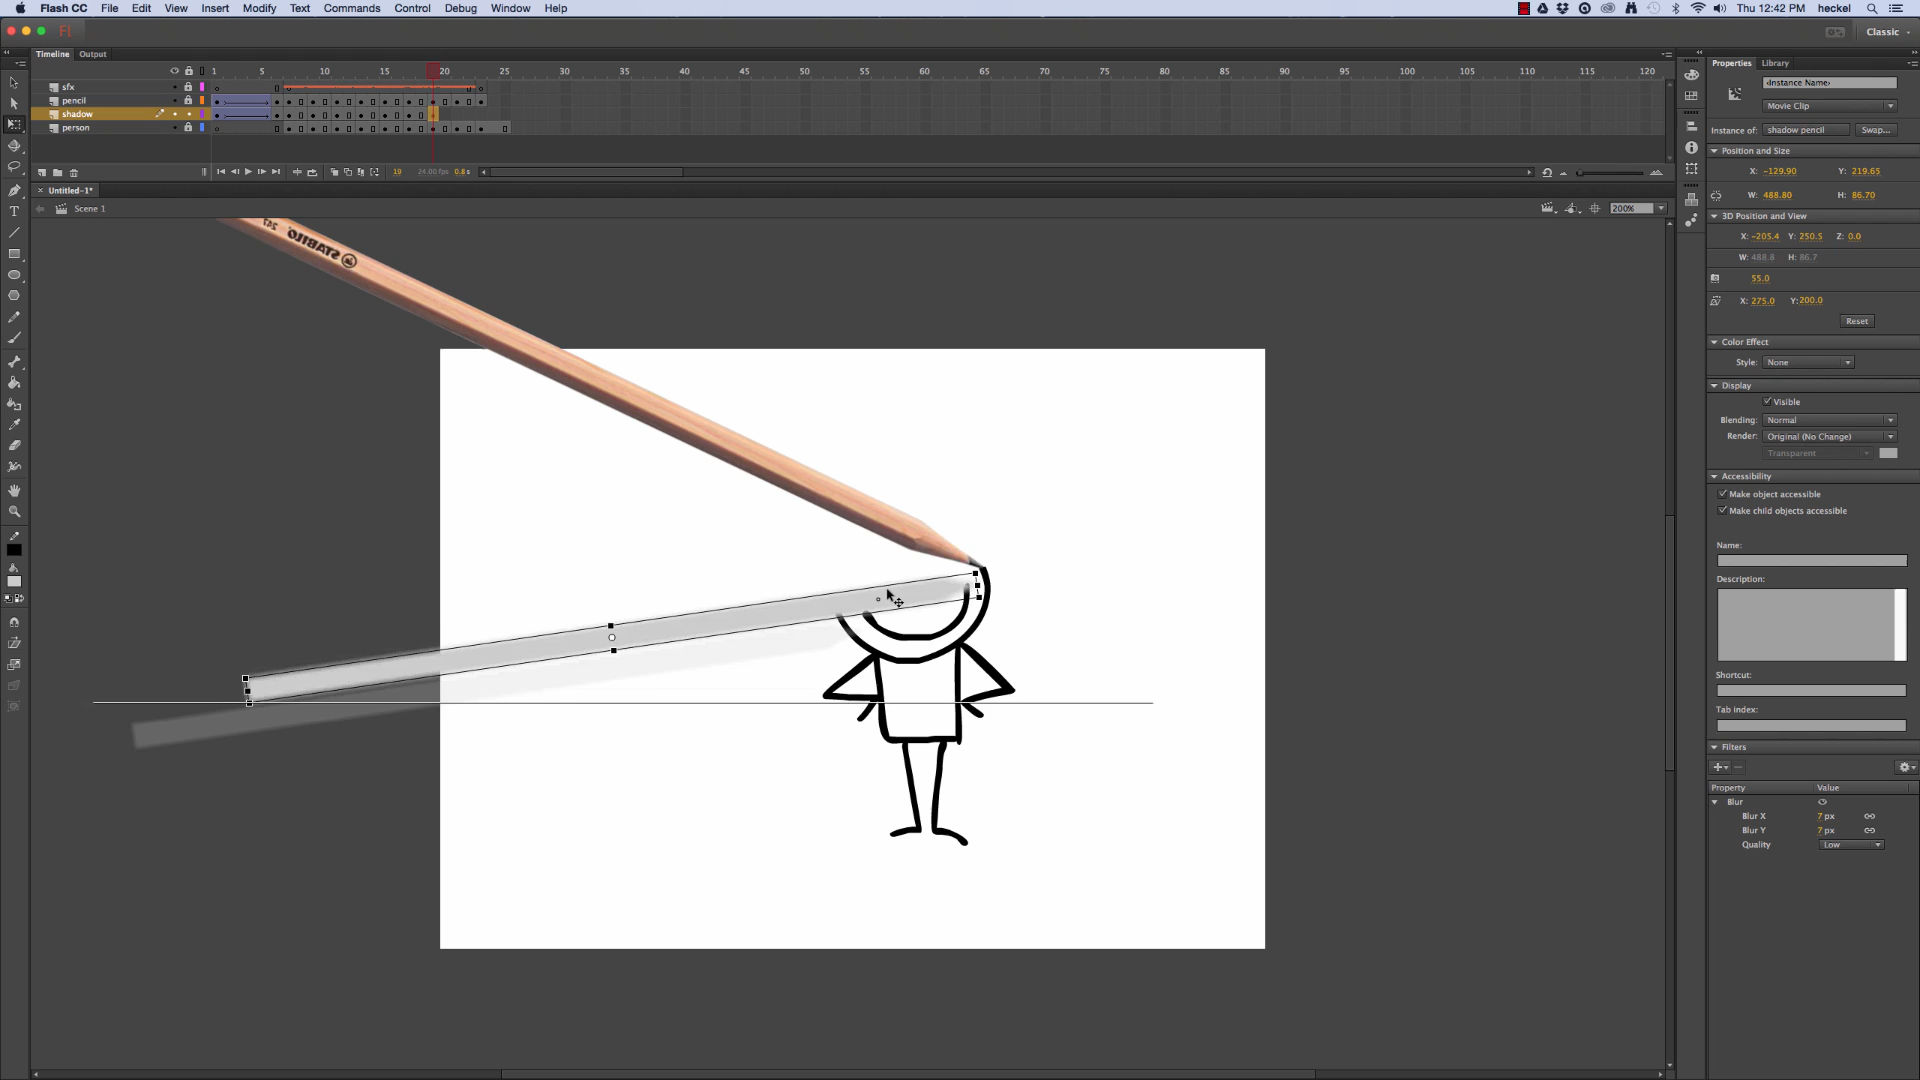 Flash CC File Edit View Insert Modify Text Commands Control Debug Window Help Thu 12:42 PM heckel
Fl Classic
Timeline Output
1 5 10 15 20 25 30 35 40 45 50 55 60 65 70 75 80 85 90 95 100 105 110 115 120
sfx
pencil
shadow
person
19 24.00 fps 0.8 s
Untitled-1*
Scene 1
200%
247 STABILO
Properties Library
<Instance Name>
Movie Clip
Instance of: shadow pencil Swap...
Position and Size
X: -129.90 Y: 219.65
W: 488.80 H: 86.70
3D Position and View
X: -205.4 Y: 250.5 Z: 0.0
W: 488.8 H: 86.7
55.0
X: 275.0 Y: 200.0
Reset
Color Effect
Style: None
Display
Visible
Blending: Normal
Render: Original (No Change)
Transparent
Accessibility
Make object accessible
Make child objects accessible
Name:
Description:
Shortcut:
Tab index:
Filters
Property Value
Blur
Blur X 7 px
Blur Y 7 px
Quality Low